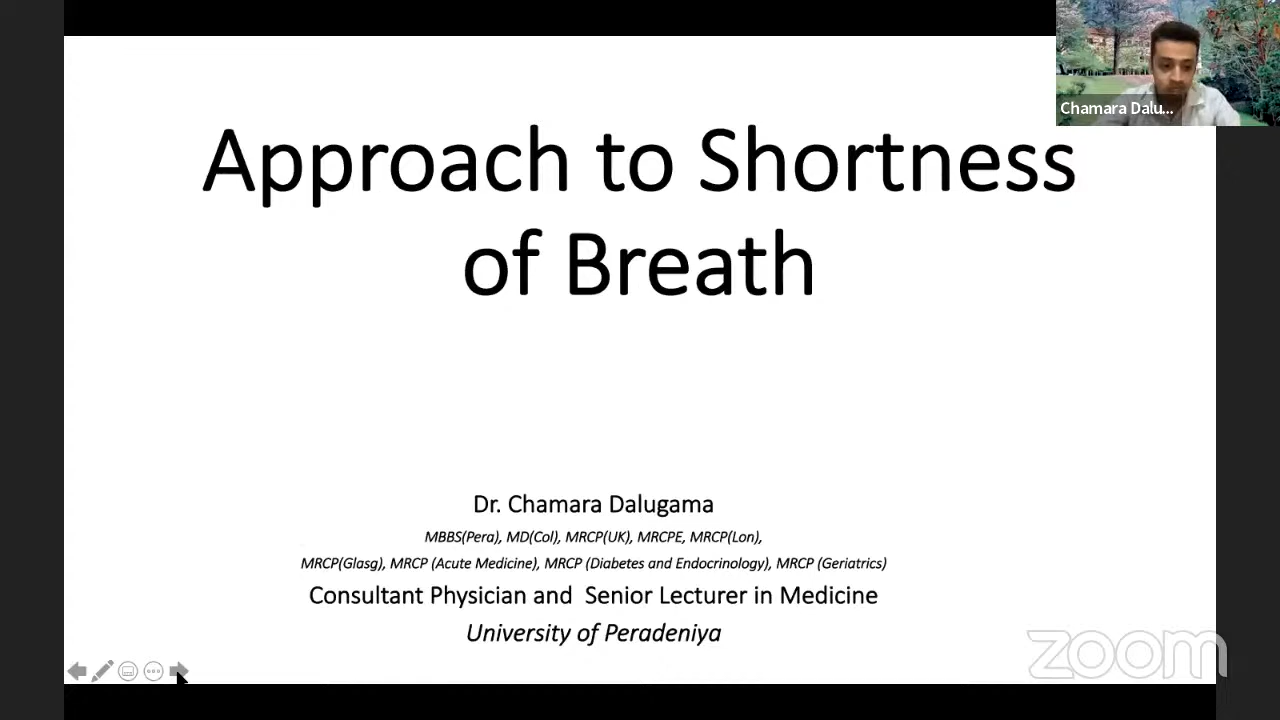 Chamara Dalu...
Approach to Shortness
of Breath
Dr. Chamara Dalugama
MBBS(Pera), MD(Col), MRCP(UK), MRCPE, MRCP(Lon),
MRCP(Glasg), MRCP (Acute Medicine), MRCP (Diabetes and Endocrinology), MRCP (Geriatrics)
Consultant Physician and  Senior Lecturer in Medicine
University of Peradeniya
zoom